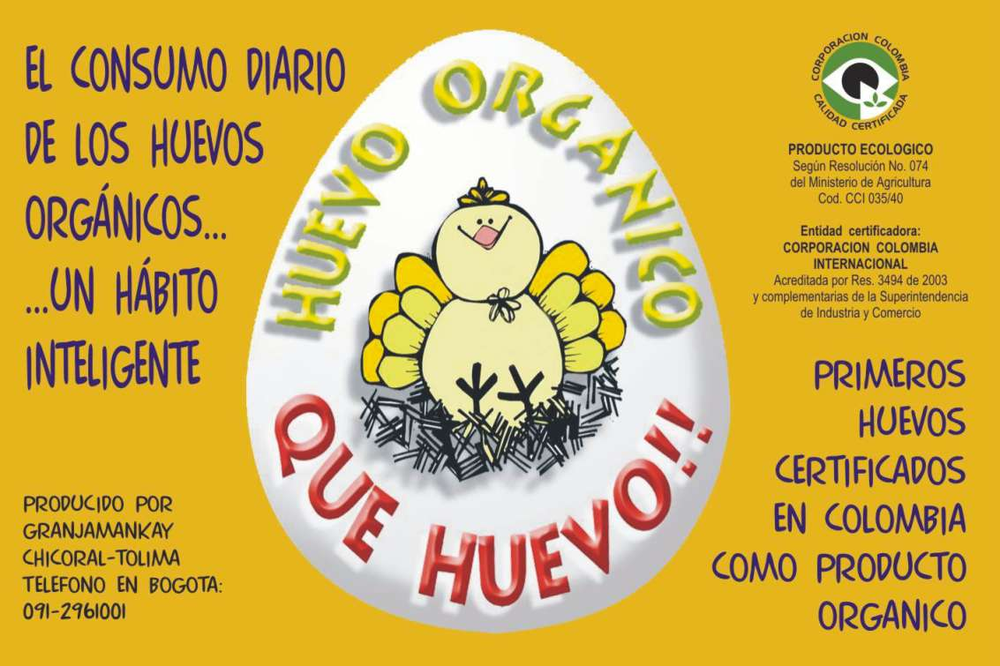 EL CONSUMO DIARIO
DE LOS HUEVOS
ORGÁNICOS...
...UN HÁBITO
INTELIGENTE
PRODUCIDO POR
GRANJAMANKAY
CHICORAL-TOLIMA
TELEFONO EN BOGOTA:
091-2961001
HUEVO ORGANICO
QUE HUEVO!!
CORPORACION COLOMBIA
CALIDAD CERTIFICADA
PRODUCTO ECOLOGICO
Según Resolución No. 074
del Ministerio de Agricultura
Cod. CCI 035/40
Entidad certificadora:
CORPORACION COLOMBIA
INTERNACIONAL
Acreditada por Res. 3494 de 2003
y complementarias de la Superintendencia
de Industria y Comercio
PRIMEROS
HUEVOS
CERTIFICADOS
EN COLOMBIA
COMO PRODUCTO
ORGANICO